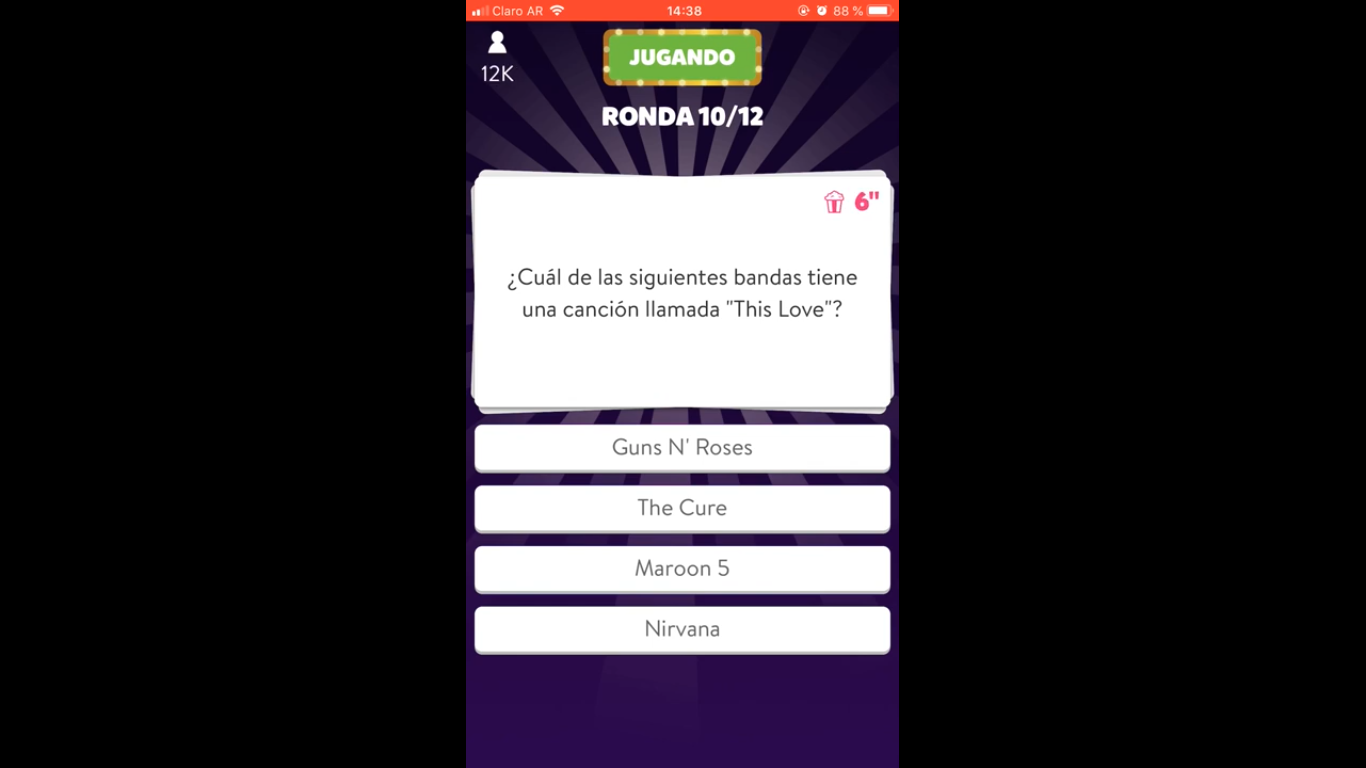 Claro AR
14:38
88 %
12K
JUGANDO
RONDA 10/12
6"
¿Cuál de las siguientes bandas tiene
una canción llamada "This Love"?
Guns N' Roses
The Cure
Maroon 5
Nirvana